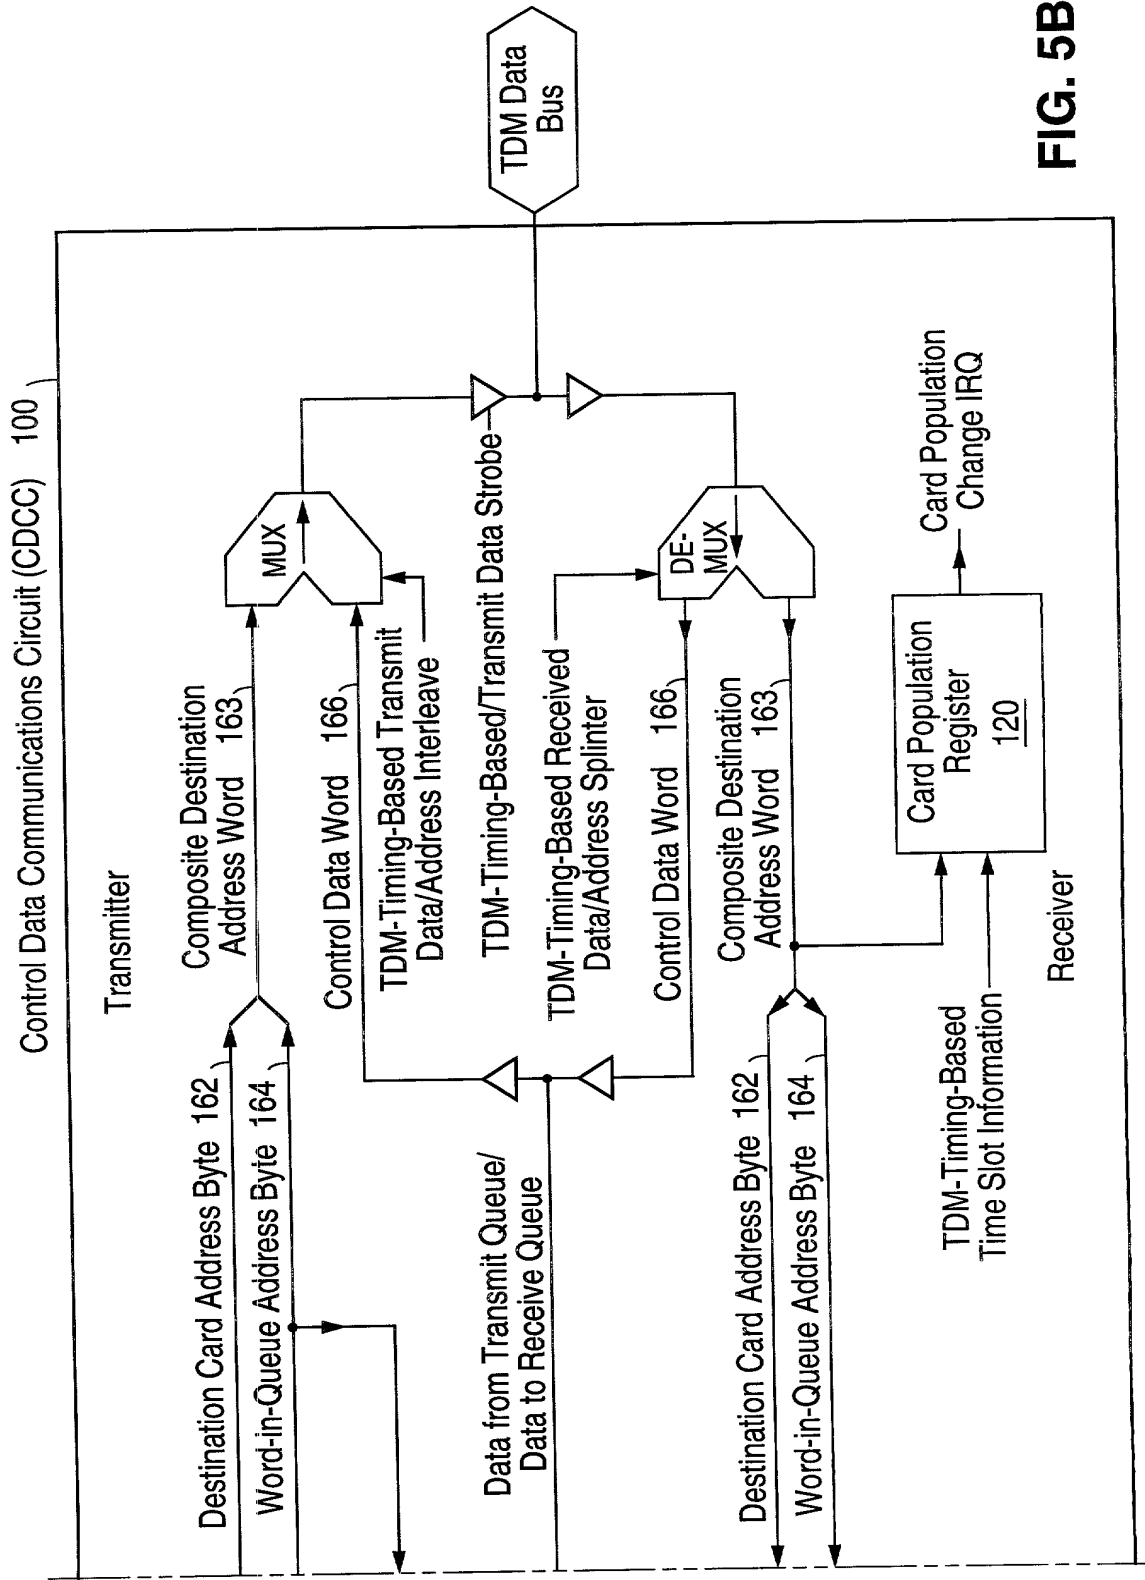 Control Data Communications Circuit (CDCC) 100
Transmitter
Destination Card Address Byte 162
Word-in-Queue Address Byte 164
Composite Destination
Address Word 163
Control Data Word 166
MUX
TDM-Timing-Based Transmit
Data/Address Interleave
TDM-Timing-Based/Transmit Data Strobe
TDM Data
Bus
Data from Transmit Queue/
Data to Receive Queue
TDM-Timing-Based Received
Data/Address Splinter
DE-
MUX
Control Data Word 166
Composite Destination
Address Word 163
Destination Card Address Byte 162
Word-in-Queue Address Byte 164
Card Population
Register
120
Card Population
Change IRQ
TDM-Timing-Based
Time Slot Information
Receiver
FIG. 5B